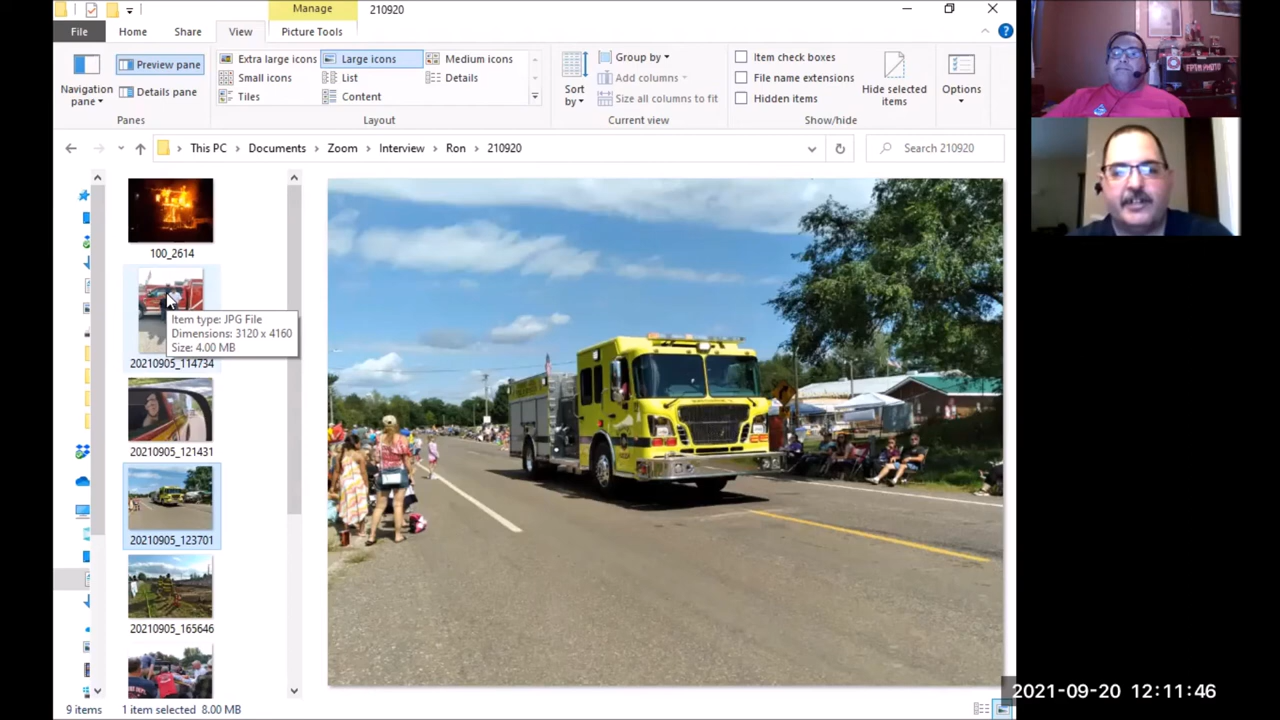 Manage
210920
File
Home
Share
View
Picture Tools
Navigation pane
Preview pane
Details pane
Panes
Extra large icons
Large icons
Medium icons
Small icons
List
Details
Tiles
Content
Layout
Sort by
Group by
Add columns
Size all columns to fit
Current view
Item check boxes
File name extensions
Hidden items
Hide selected items
Show/hide
Options
This PC
Documents
Zoom
Interview
Ron
210920
Search 210920
100_2614
Item type: JPG File
Dimensions: 3120 x 4160
Size: 4.00 MB
20210905_114734
20210905_121431
20210905_123701
20210905_165646
9 items
1 item selected 8.00 MB
2021-09-20 12:11:46